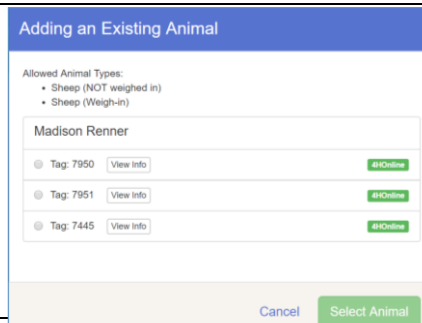 Adding an Existing Animal
Allowed Animal Types:
• Sheep (NOT weighed in)
• Sheep (Weigh-in)
Madison Renner
Tag: 7950 View Info 4HOnline
Tag: 7951 View Info 4HOnline
Tag: 7445 View Info 4HOnline
Cancel Select Animal